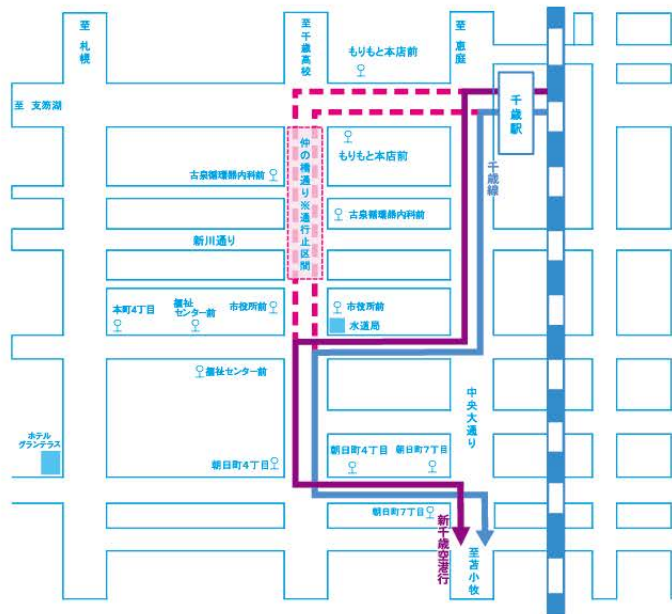 至札幌
至千歳高校
至恵庭
もりもと本店前
至 支笏湖
千歳駅
もりもと本店前
千歳線
仲の橋通り※通行止区間
古泉循環器内科前
古泉循環器内科前
新川通り
本町4丁目
福祉
センター前
市役所前
市役所前
水道局
福祉センター前
中央大通り
ホテル
グランテラス
朝日町4丁目
朝日町4丁目
朝日町7丁目
朝日町7丁目
新千歳空港行
至苫小牧